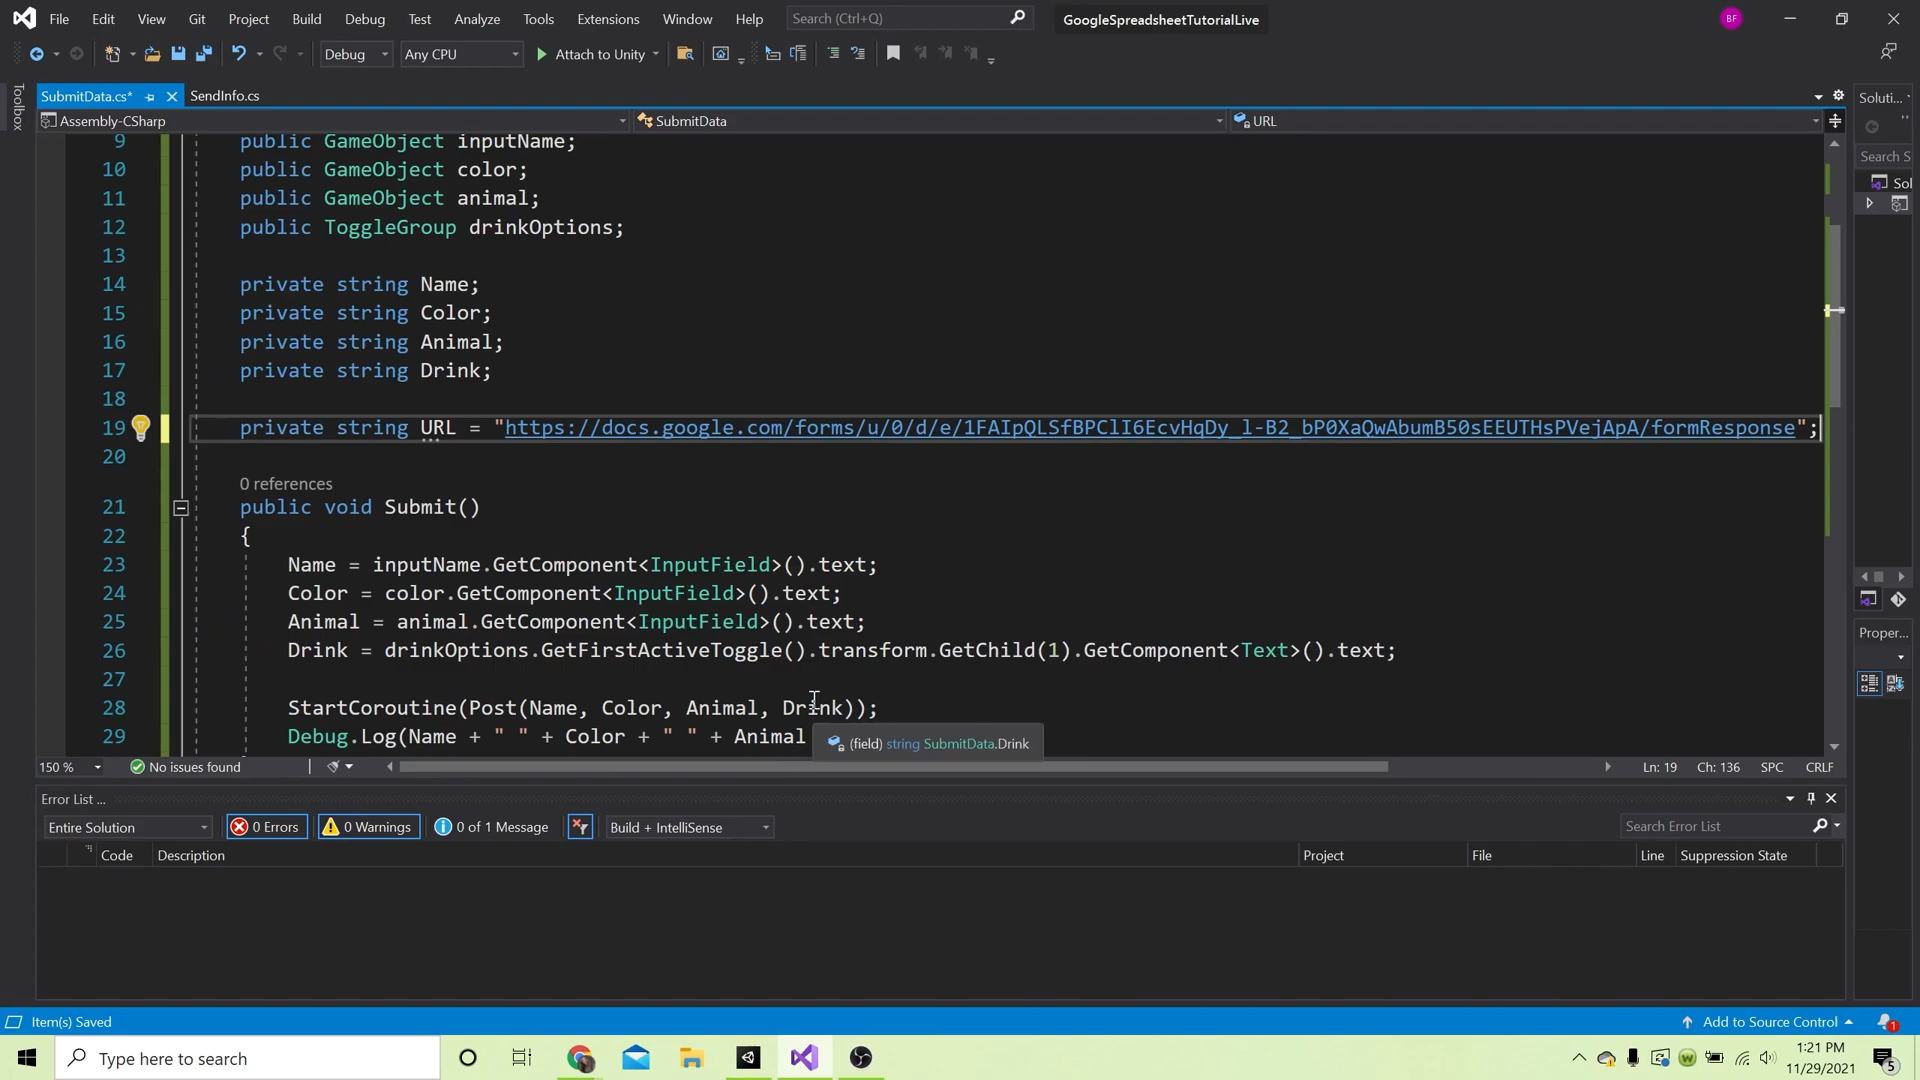 File Edit View Git Project Build Debug Test Analyze Tools Extensions Window Help Search (Ctrl+Q) GoogleSpreadsheetTutorialLive BF
Debug Any CPU Attach to Unity
Toolbox
SubmitData.cs* SendInfo.cs
Assembly-CSharp SubmitData URL
9 public GameObject inputName;
10 public GameObject color;
11 public GameObject animal;
12 public ToggleGroup drinkOptions;
13
14 private string Name;
15 private string Color;
16 private string Animal;
17 private string Drink;
18
19 private string URL = "https://docs.google.com/forms/u/0/d/e/1FAIpQLSfBPClI6EcvHqDy_l-B2_bP0XaQwAbumB50sEEUTHsPVejApA/formResponse";
20
0 references
21 public void Submit()
22 {
23 Name = inputName.GetComponent<InputField>().text;
24 Color = color.GetComponent<InputField>().text;
25 Animal = animal.GetComponent<InputField>().text;
26 Drink = drinkOptions.GetFirstActiveToggle().transform.GetChild(1).GetComponent<Text>().text;
27
28 StartCoroutine(Post(Name, Color, Animal, Drink));
29 Debug.Log(Name + " " + Color + " " + Animal
(field) string SubmitData.Drink
150 % No issues found Ln: 19 Ch: 136 SPC CRLF
Error List ...
Entire Solution 0 Errors 0 Warnings 0 of 1 Message Build + IntelliSense Search Error List
Code Description Project File Line Suppression State
Soluti...
Search S
Sol
Proper...
Item(s) Saved Add to Source Control 1
Type here to search
1:21 PM
11/29/2021
5